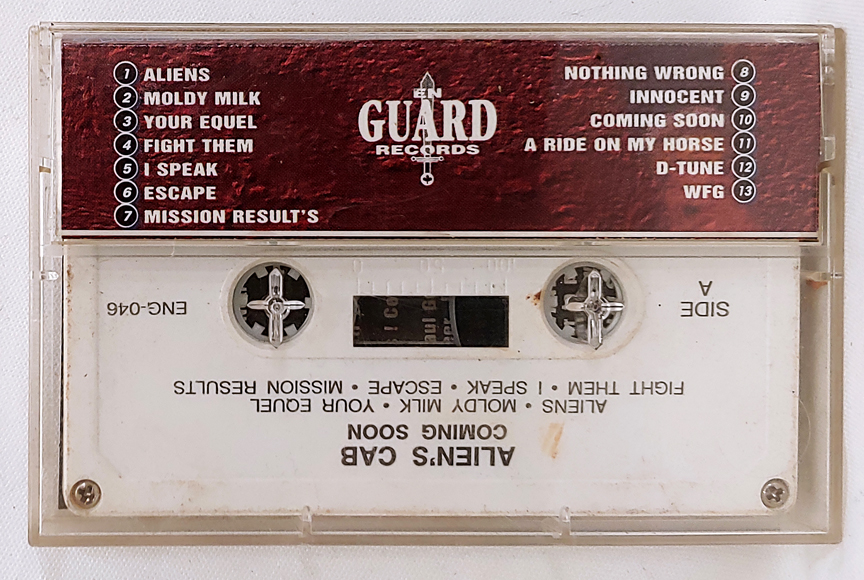 1 ALIENS
2 MOLDY MILK
3 YOUR EQUEL
4 FIGHT THEM
5 I SPEAK
6 ESCAPE
7 MISSION RESULT'S
EN
GUARD
RECORDS
NOTHING WRONG 8
INNOCENT 9
COMING SOON 10
A RIDE ON MY HORSE 11
D-TUNE 12
WFG 13
ALIEN'S CAB
COMING SOON
ALIENS • MOLDY MILK • YOUR EQUEL
FIGHT THEM • I SPEAK • ESCAPE • MISSION RESULTS
SIDE
A
ENG-046